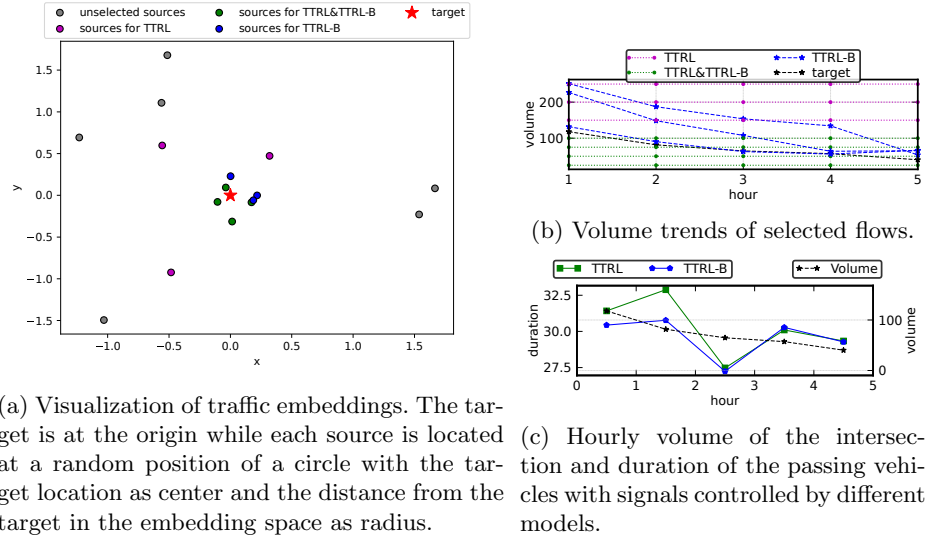 unselected sources
sources for TTRL
sources for TTRL&TTRL-B
sources for TTRL-B
target
1.5
1.0
0.5
0.0
−0.5
−1.0
−1.5
y
−1.0 −0.5 0.0 0.5 1.0 1.5
x
(a) Visualization of traffic embeddings. The tar-
get is at the origin while each source is located
at a random position of a circle with the tar-
get location as center and the distance from the
target in the embedding space as radius.
TTRL
TTRL&TTRL-B
TTRL-B
target
200
100
volume
1 2 3 4 5
hour
(b) Volume trends of selected flows.
TTRL
TTRL-B
Volume
32.5
30.0
27.5
duration
100
0
volume
0 1 2 3 4 5
hour
(c) Hourly volume of the intersec-
tion and duration of the passing vehi-
cles with signals controlled by different
models.